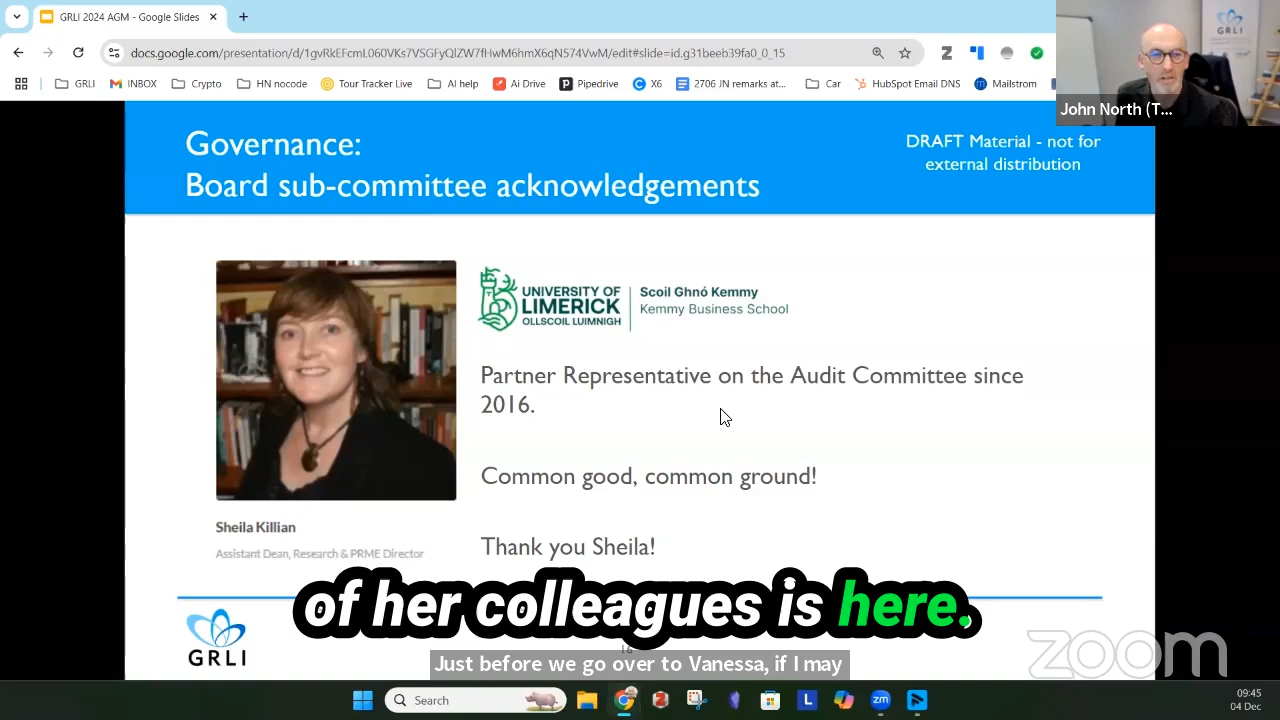 GRLI 2024 AGM - Google Slides
docs.google.com/presentation/d/1gvRkEFcmL060VKs7VSGFyQlZW7HwM6hmX6qN574VwM/edit#slide=id.g31beeb39fa0_0_15
GRLI
INBOX
Crypto
HN nocode
Tour Tracker Live
AI help
Ai Drive
Pipedrive
X6
2706 JN remarks at...
Car
HubSpot Email DNS
Mailstrom
GRLI
John North (T...
Governance:
Board sub-committee acknowledgements
DRAFT Material - not for
external distribution
UNIVERSITY OF
LIMERICK
OLLSCOIL LUIMNIGH
Scoil Ghnó Kemmy
Kemmy Business School
Partner Representative on the Audit Committee since
2016.
Common good, common ground!
Sheila Killian
Assistant Dean, Research & PRME Director
Thank you Sheila!
of her colleagues is here.
GRLI
16
Just before we go over to Vanessa, if I may
zoom
Search
09:45
04 Dec